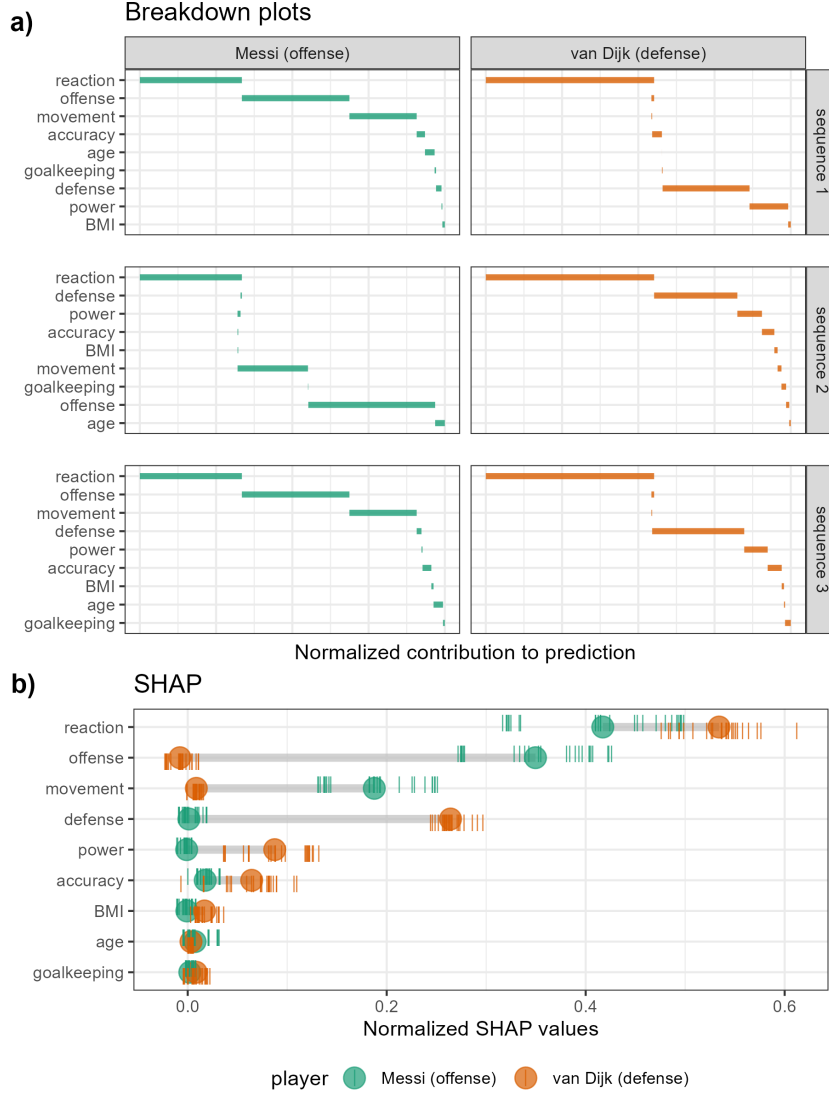 a)
Breakdown plots
Messi (offense)
van Dijk (defense)
reaction
offense
movement
accuracy
age
goalkeeping
defense
power
BMI
sequence 1
reaction
defense
power
accuracy
BMI
movement
goalkeeping
offense
age
sequence 2
reaction
offense
movement
defense
power
accuracy
BMI
age
goalkeeping
sequence 3
Normalized contribution to prediction
b)
SHAP
reaction
offense
movement
defense
power
accuracy
BMI
age
goalkeeping
0.0 0.2 0.4 0.6
Normalized SHAP values
player Messi (offense) van Dijk (defense)